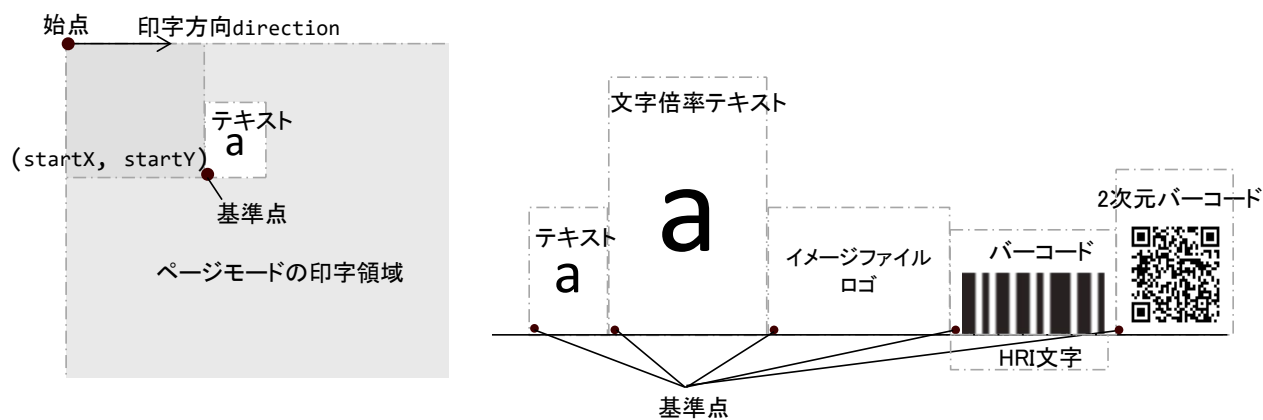 始点
印字方向direction
テキスト
a
(startX, startY)
基準点
ページモードの印字領域
文字倍率テキスト
a
テキスト
a
イメージファイル
ロゴ
バーコード
HRI文字
2次元バーコード
基準点